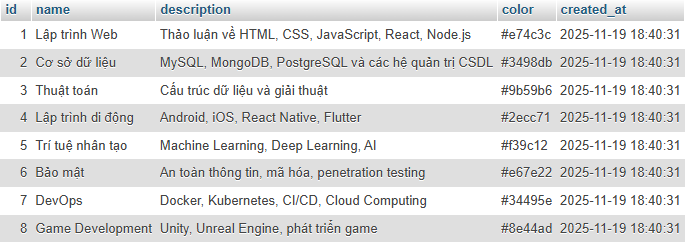 id name description color created_at
1 Lập trình Web Thảo luận về HTML, CSS, JavaScript, React, Node.js #e74c3c 2025-11-19 18:40:31
2 Cơ sở dữ liệu MySQL, MongoDB, PostgreSQL và các hệ quản trị CSDL #3498db 2025-11-19 18:40:31
3 Thuật toán Cấu trúc dữ liệu và giải thuật #9b59b6 2025-11-19 18:40:31
4 Lập trình di động Android, iOS, React Native, Flutter #2ecc71 2025-11-19 18:40:31
5 Trí tuệ nhân tạo Machine Learning, Deep Learning, AI #f39c12 2025-11-19 18:40:31
6 Bảo mật An toàn thông tin, mã hóa, penetration testing #e67e22 2025-11-19 18:40:31
7 DevOps Docker, Kubernetes, CI/CD, Cloud Computing #34495e 2025-11-19 18:40:31
8 Game Development Unity, Unreal Engine, phát triển game #8e44ad 2025-11-19 18:40:31